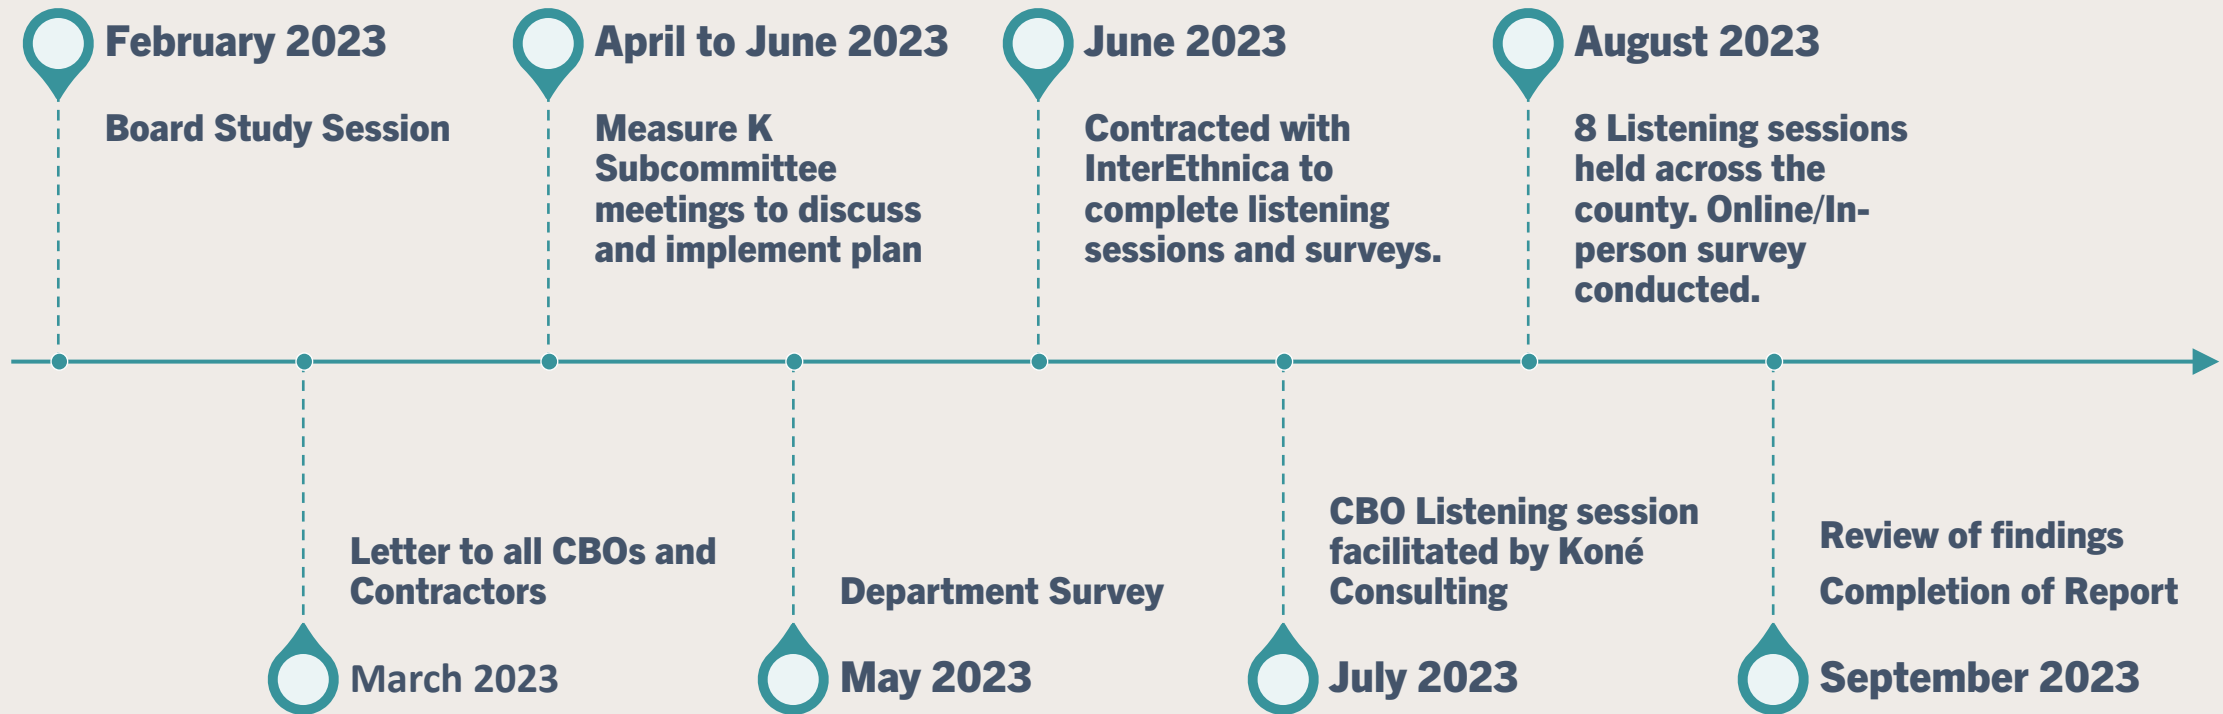 February 2023
Board Study Session
April to June 2023
Measure K
Subcommittee
meetings to discuss
and implement plan
June 2023
Contracted with
InterEthnica to
complete listening
sessions and surveys.
August 2023
8 Listening sessions
held across the
county. Online/In-
person survey
conducted.
Letter to all CBOs and
Contractors
March 2023
Department Survey
May 2023
CBO Listening session
facilitated by Koné
Consulting
July 2023
Review of findings
Completion of Report
September 2023